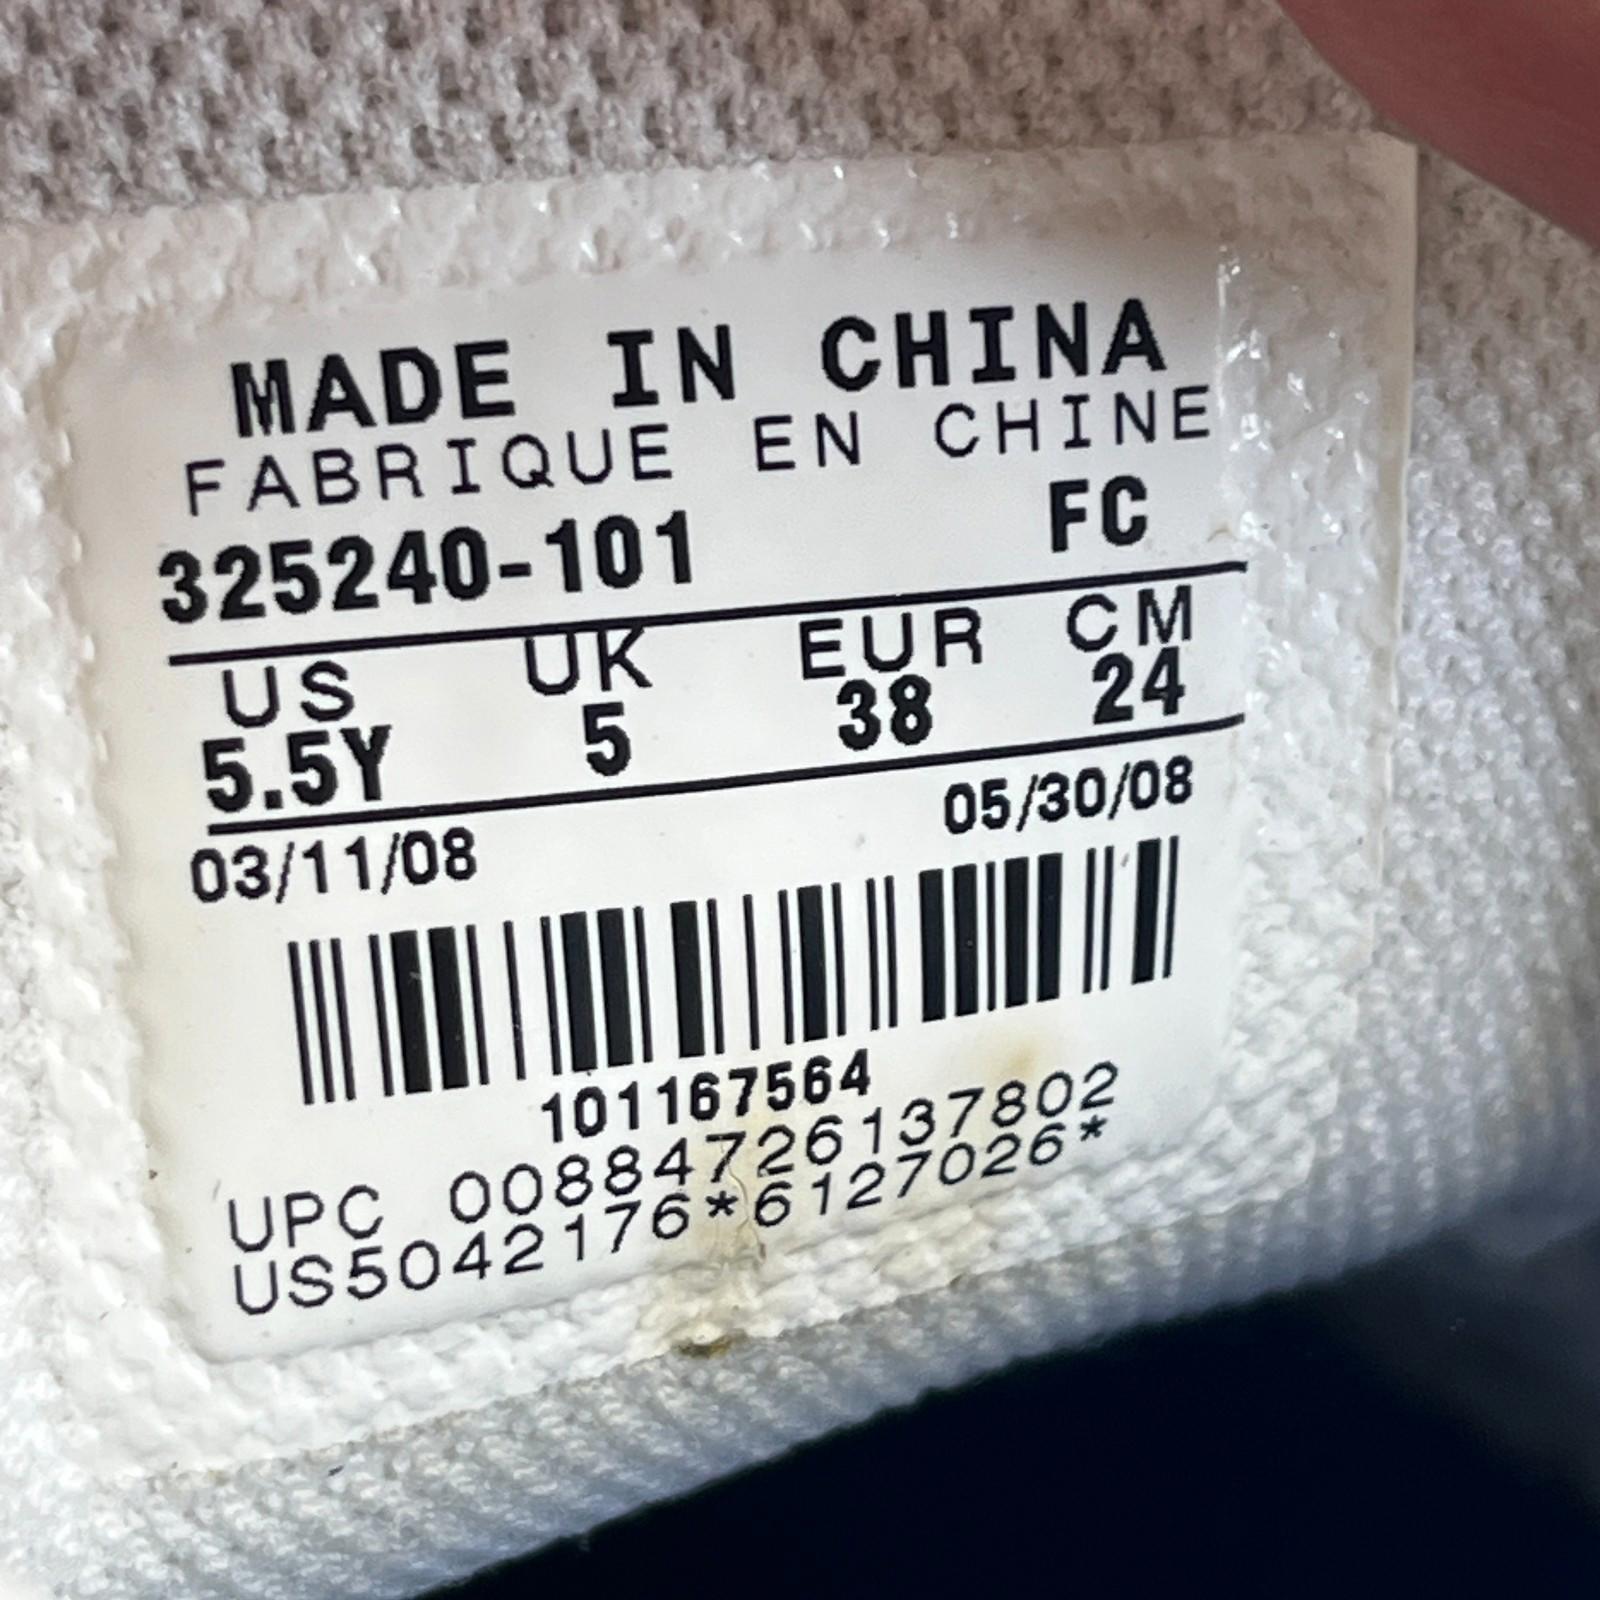 MADE IN CHINA
FABRIQUE EN CHINE
325240-101 FC
US UK EUR CM
5.5Y 5 38 24
03/11/08 05/30/08
101167564
UPC 00884726137802
US5042176*6127026*